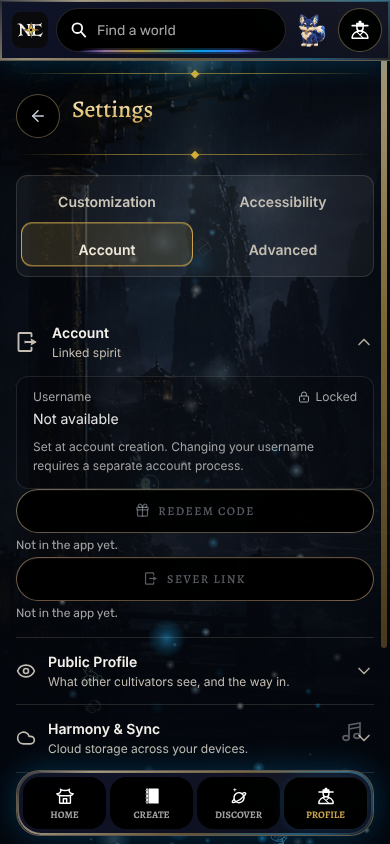 NE
Find a world
Settings
Customization
Accessibility
Account
Advanced
Account
Linked spirit
Username
Locked
Not available
Set at account creation. Changing your username
requires a separate account process.
REDEEM CODE
Not in the app yet.
SEVER LINK
Not in the app yet.
Public Profile
What other cultivators see, and the way in.
Harmony & Sync
Cloud storage across your devices.
HOME
CREATE
DISCOVER
PROFILE